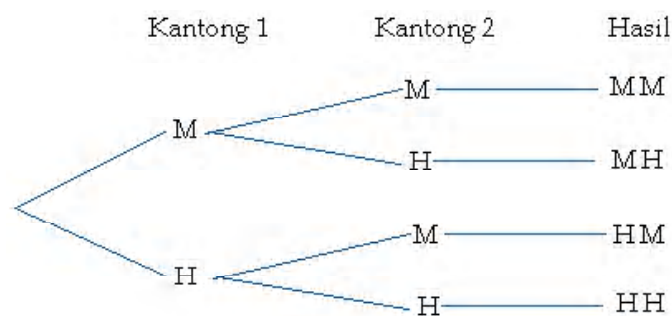 Kantong 1 Kantong 2 Hasil
M MM
M
H MH
M HM
H
H HH